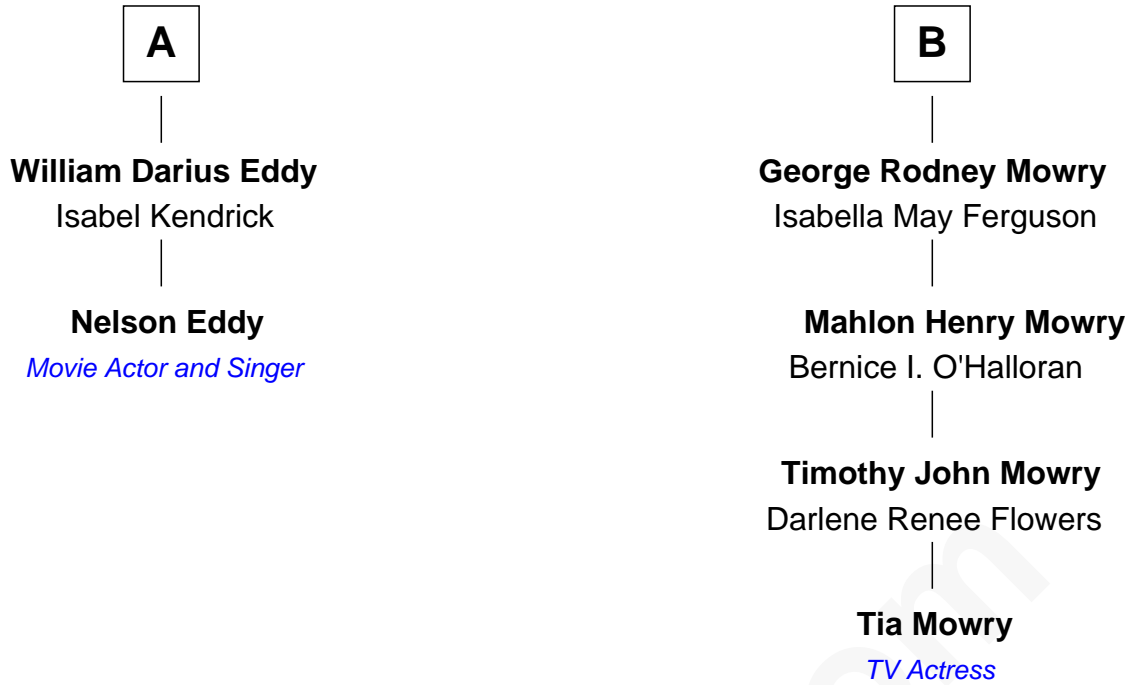 A
William Darius Eddy
Isabel Kendrick
Nelson Eddy
Movie Actor and Singer
B
George Rodney Mowry
Isabella May Ferguson
Mahlon Henry Mowry
Bernice I. O'Halloran
Timothy John Mowry
Darlene Renee Flowers
Tia Mowry
TV Actress